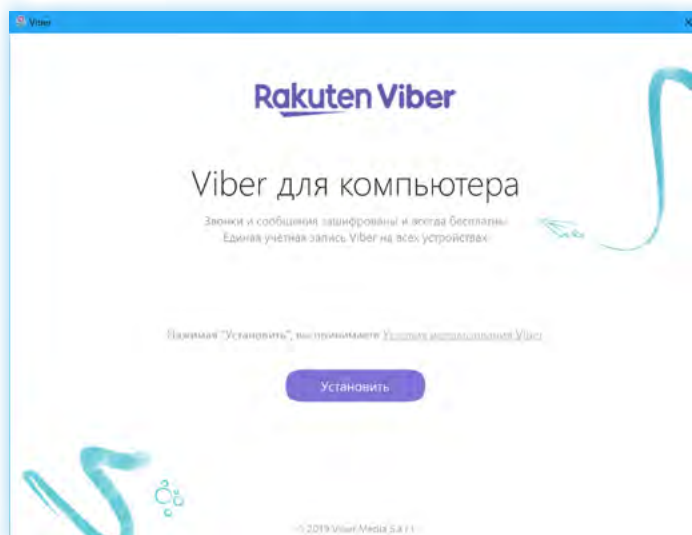 Viber
Rakuten Viber
Viber для компьютера
Звонки и сообщения зашифрованы и всегда бесплатны
Единая учетная запись Viber на всех устройствах
Нажимая "Установить", вы принимаете Условия использования Viber
Установить
© 2019 Viber Media S.à r.l.